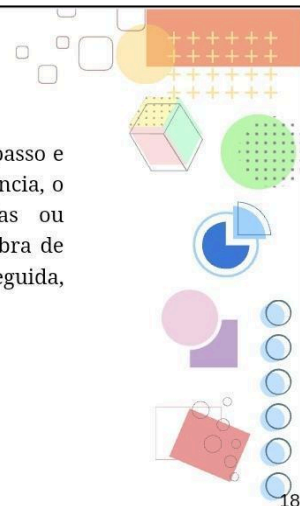 passo e
ncia, o
as ou
bra de
eguida,
18